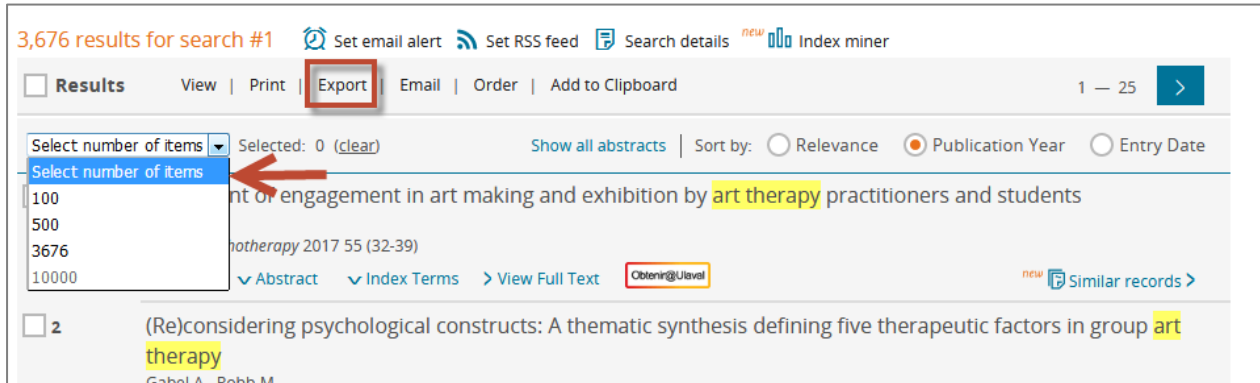 3,676 results for search #1 Set email alert Set RSS feed Search details new Index miner
Results View | Print | Export | Email | Order | Add to Clipboard 1 — 25 >
Select number of items Selected: 0 (clear) Show all abstracts | Sort by: Relevance Publication Year Entry Date
Select number of items
100 nt of engagement in art making and exhibition by art therapy practitioners and students
500
3676 hotherapy 2017 55 (32-39)
10000 Abstract Index Terms > View Full Text Obtenir@Ulaval new Similar records >
2 (Re)considering psychological constructs: A thematic synthesis defining five therapeutic factors in group art
therapy
Gabel A., Robb M.